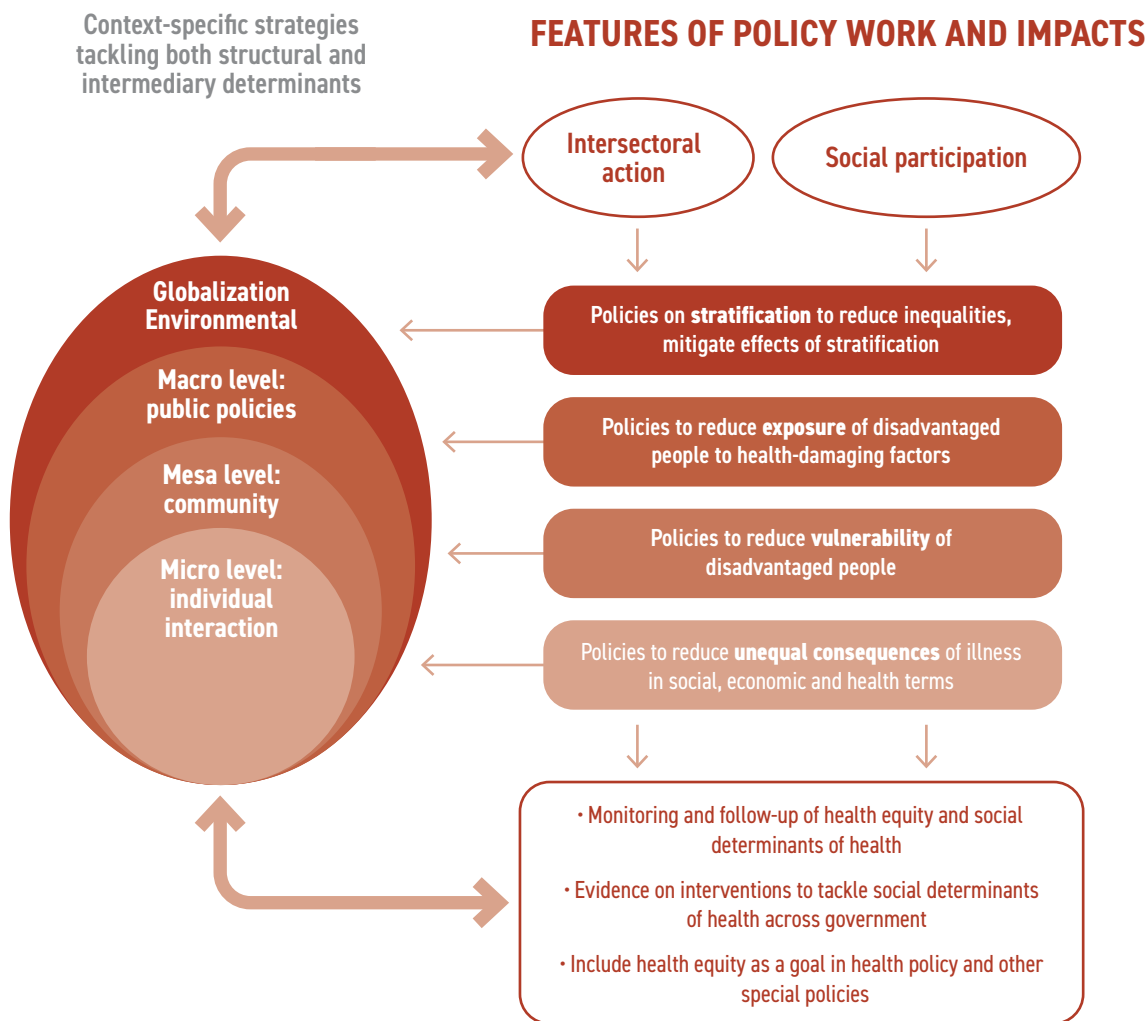 Context-specific strategies
tackling both structural and
intermediary determinants
FEATURES OF POLICY WORK AND IMPACTS
Intersectoral
action
Social participation
Globalization
Environmental
Macro level:
public policies
Mesa level:
community
Micro level:
individual
interaction
Policies on stratification to reduce inequalities,
mitigate effects of stratification
Policies to reduce exposure of disadvantaged
people to health-damaging factors
Policies to reduce vulnerability of
disadvantaged people
Policies to reduce unequal consequences of illness
in social, economic and health terms
• Monitoring and follow-up of health equity and social
determinants of health
• Evidence on interventions to tackle social determinants
of health across government
• Include health equity as a goal in health policy and other
special policies